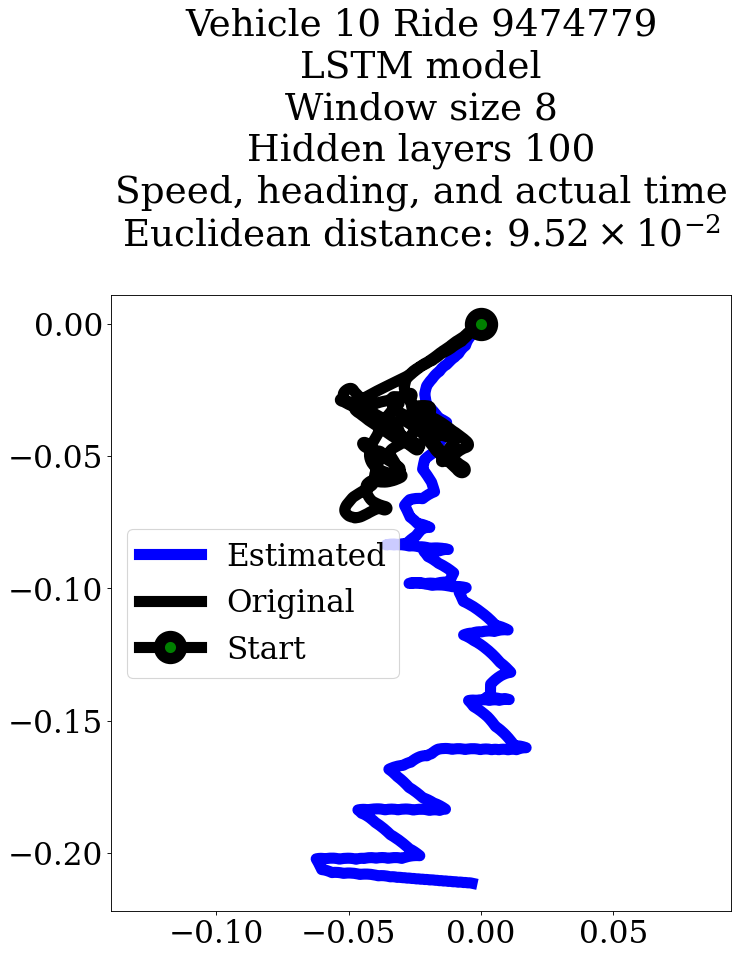 Vehicle 10 Ride 9474779
LSTM model
Window size 8
Hidden layers 100
Speed, heading, and actual time
Euclidean distance: 9.52 × 10⁻²
0.00
−0.05
−0.10
−0.15
−0.20
Estimated
Original
Start
−0.10
−0.05
0.00
0.05